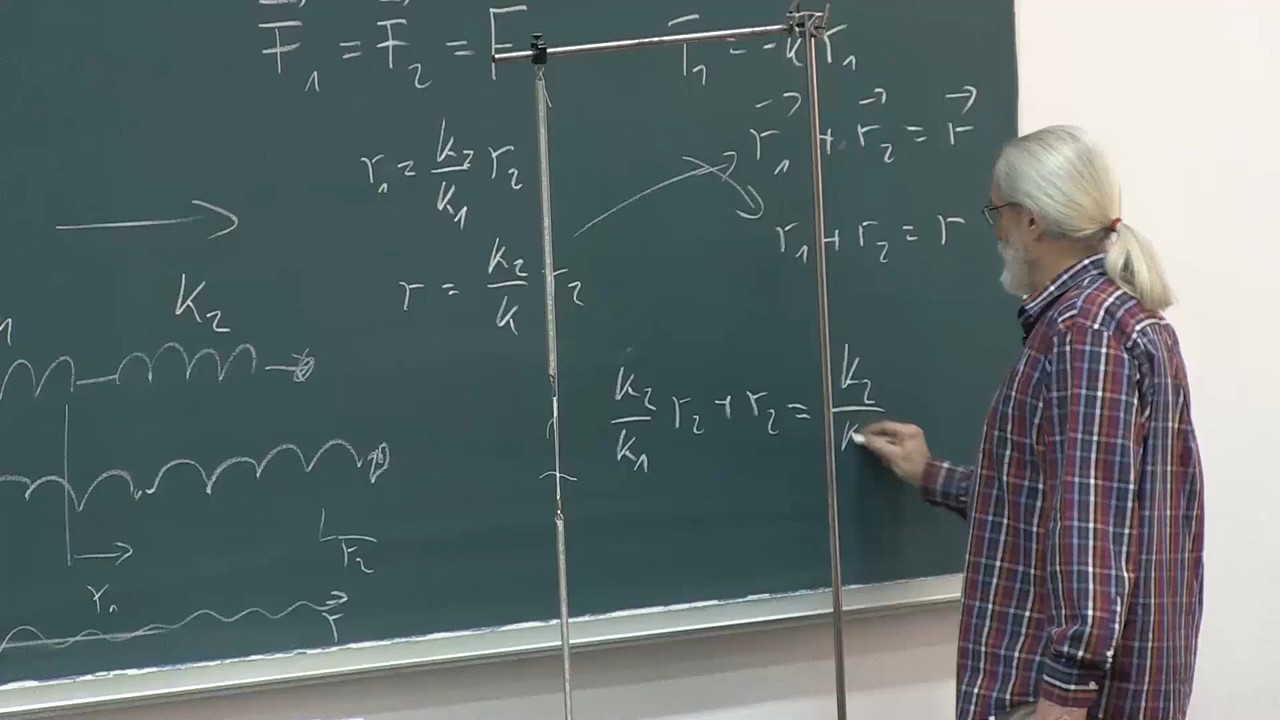 F₁ = F₂ = F
F₁ = -k r₁
r₁ + r₂ = r
r₁ = k₂/k₁ r₂
r₁ + r₂ = r
r = k₂/k r₂
k₂
k₂/k₁ r₂ + r₂ = k₂/k
F₂
r₁
F